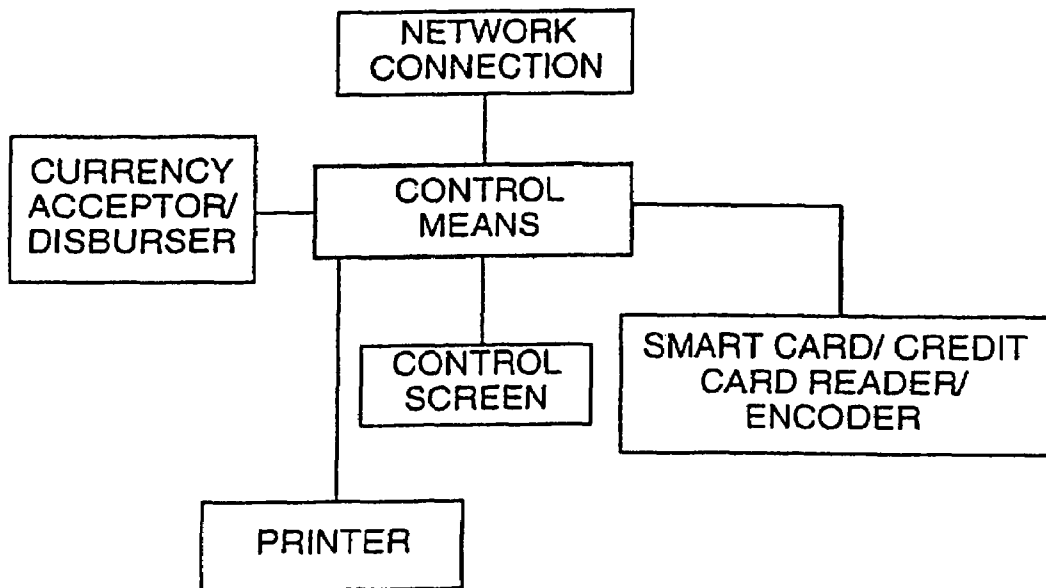 NETWORK
CONNECTION
CURRENCY
ACCEPTOR/
DISBURSER
CONTROL
MEANS
CONTROL
SCREEN
SMART CARD/ CREDIT
CARD READER/
ENCODER
PRINTER